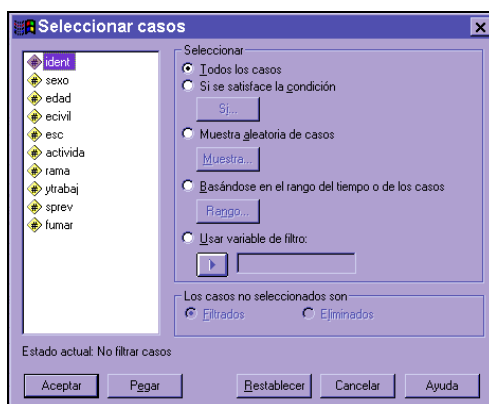 Seleccionar casos
ident
sexo
edad
ecivil
esc
activida
rama
ytrabaj
sprev
fumar
Seleccionar
Todos los casos
Si se satisface la condición
Si...
Muestra aleatoria de casos
Muestra...
Basándose en el rango del tiempo o de los casos
Rango...
Usar variable de filtro:
Los casos no seleccionados son
Filtrados
Eliminados
Estado actual: No filtrar casos
Aceptar
Pegar
Restablecer
Cancelar
Ayuda